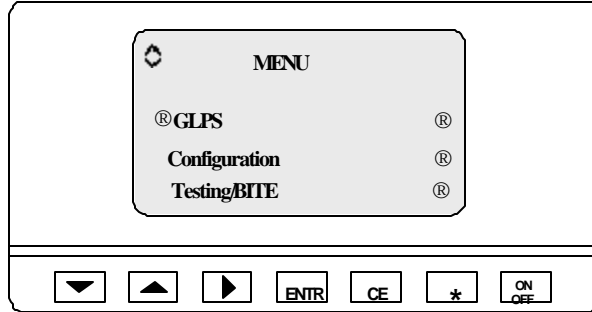 MENU
®GLPS ®
Configuration ®
Testing/BITE ®
ENTR CE * ON
OFF